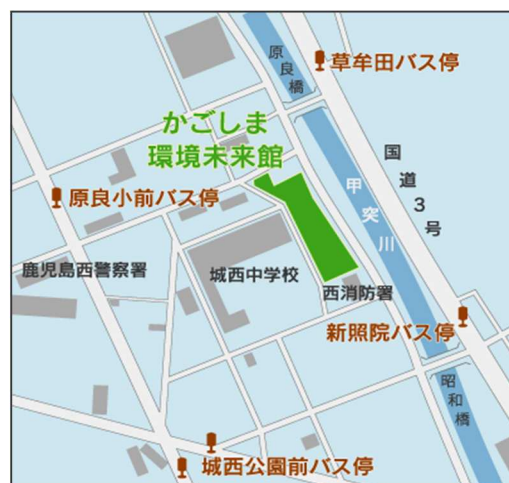 原良橋
草牟田バス停
かごしま
環境未来館
国道3号
甲突川
原良小前バス停
鹿児島西警察署
城西中学校
西消防署
新照院バス停
昭和橋
城西公園前バス停